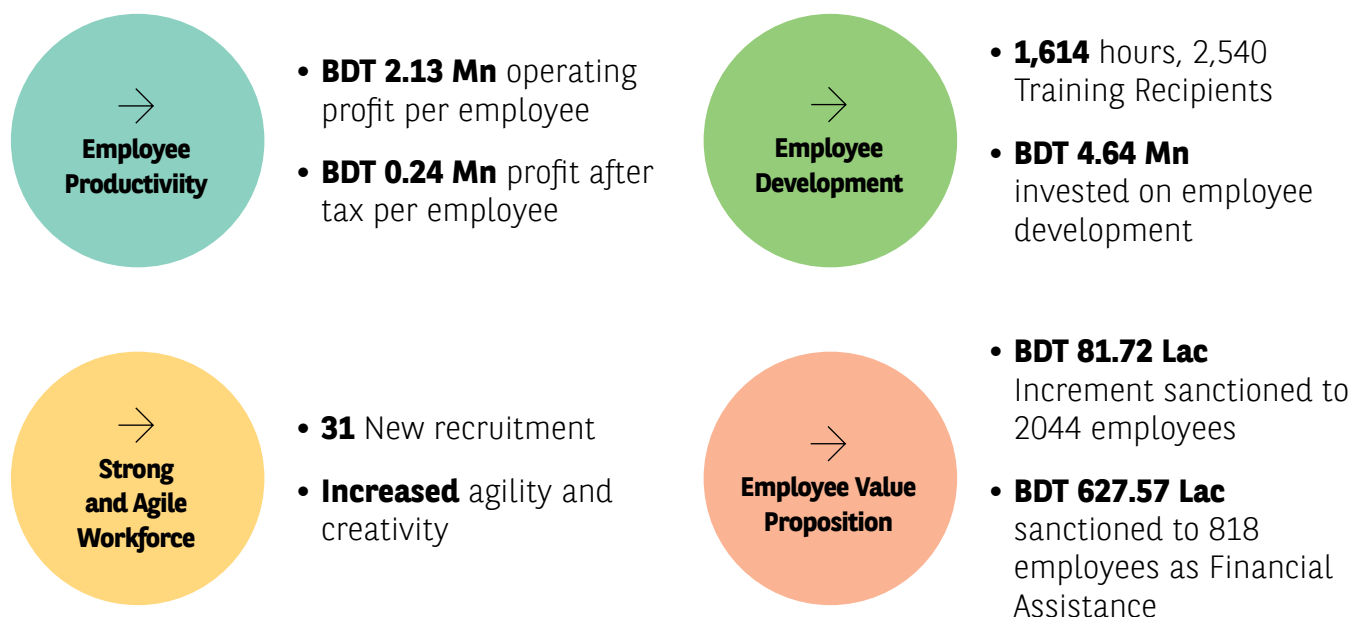 →
Employee
Productiviity
• BDT 2.13 Mn operating
profit per employee
• BDT 0.24 Mn profit after
tax per employee
→
Employee
Development
• 1,614 hours, 2,540
Training Recipients
• BDT 4.64 Mn
invested on employee
development
→
Strong
and Agile
Workforce
• 31 New recruitment
• Increased agility and
creativity
→
Employee Value
Proposition
• BDT 81.72 Lac
Increment sanctioned to
2044 employees
• BDT 627.57 Lac
sanctioned to 818
employees as Financial
Assistance